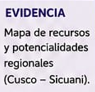 EVIDENCIA
Mapa de recursos
y potencialidades
regionales
(Cusco – Sicuani).